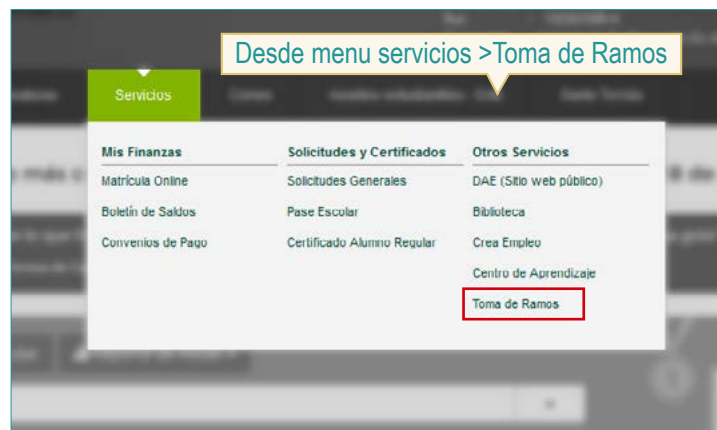 Desde menu servicios >Toma de Ramos
Servicios
Mis Finanzas
Matrícula Online
Boletín de Saldos
Convenios de Pago
Solicitudes y Certificados
Solicitudes Generales
Pase Escolar
Certificado Alumno Regular
Otros Servicios
DAE (Sitio web público)
Biblioteca
Crea Empleo
Centro de Aprendizaje
Toma de Ramos